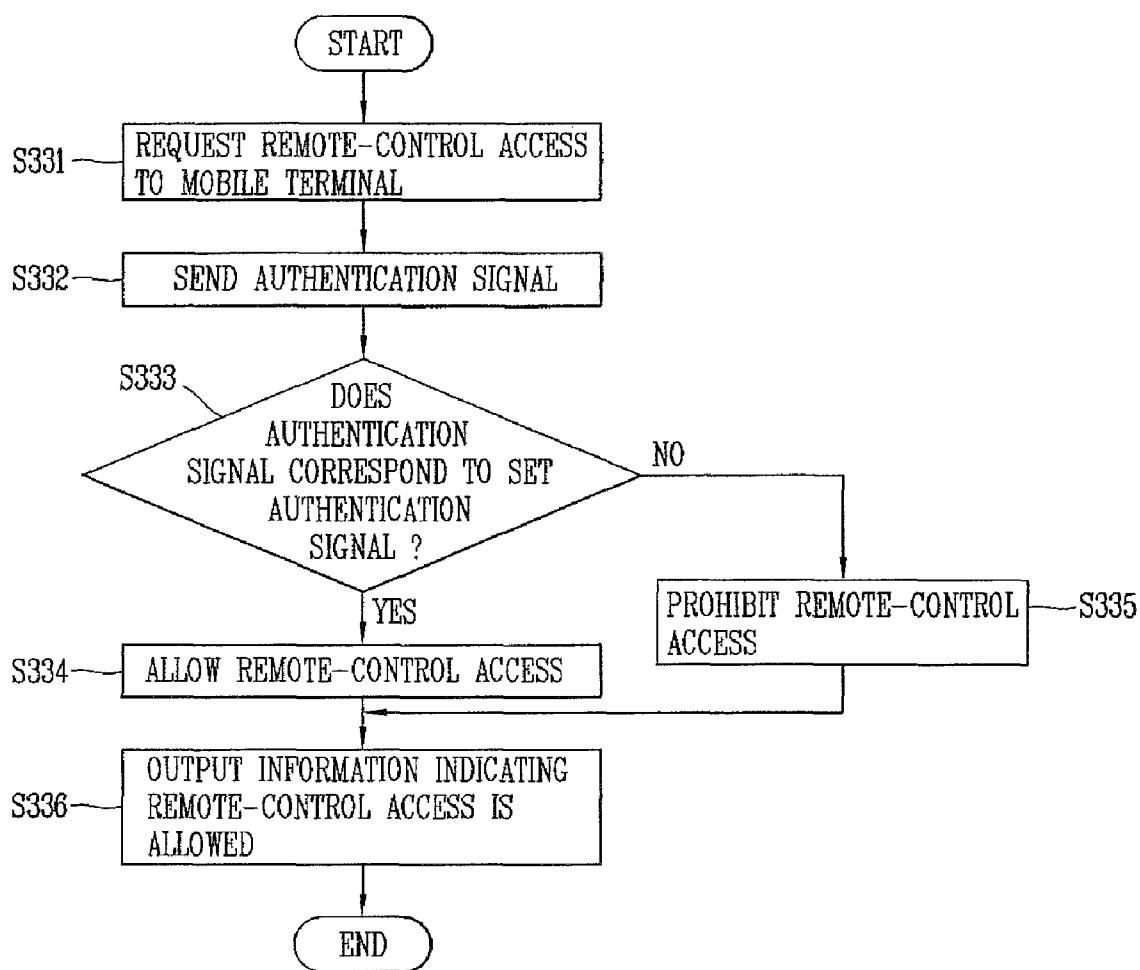 START
S331
REQUEST REMOTE-CONTROL ACCESS
TO MOBILE TERMINAL
S332
SEND AUTHENTICATION SIGNAL
S333
DOES
AUTHENTICATION
SIGNAL CORRESPOND TO SET
AUTHENTICATION
SIGNAL ?
NO
YES
PROHIBIT REMOTE-CONTROL
ACCESS
S335
S334
ALLOW REMOTE-CONTROL ACCESS
S336
OUTPUT INFORMATION INDICATING
REMOTE-CONTROL ACCESS IS
ALLOWED
END